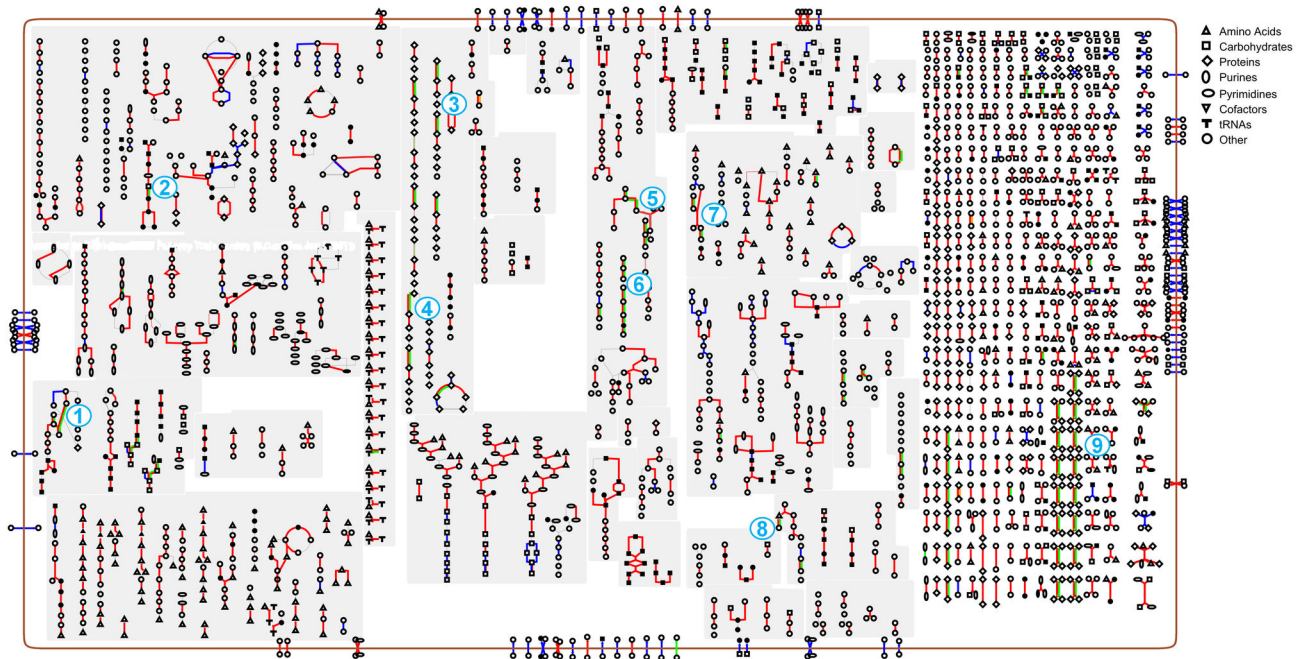 Amino Acids
Carbohydrates
Proteins
Purines
Pyrimidines
Cofactors
tRNAs
Other
3
2
5
7
6
4
1
9
8